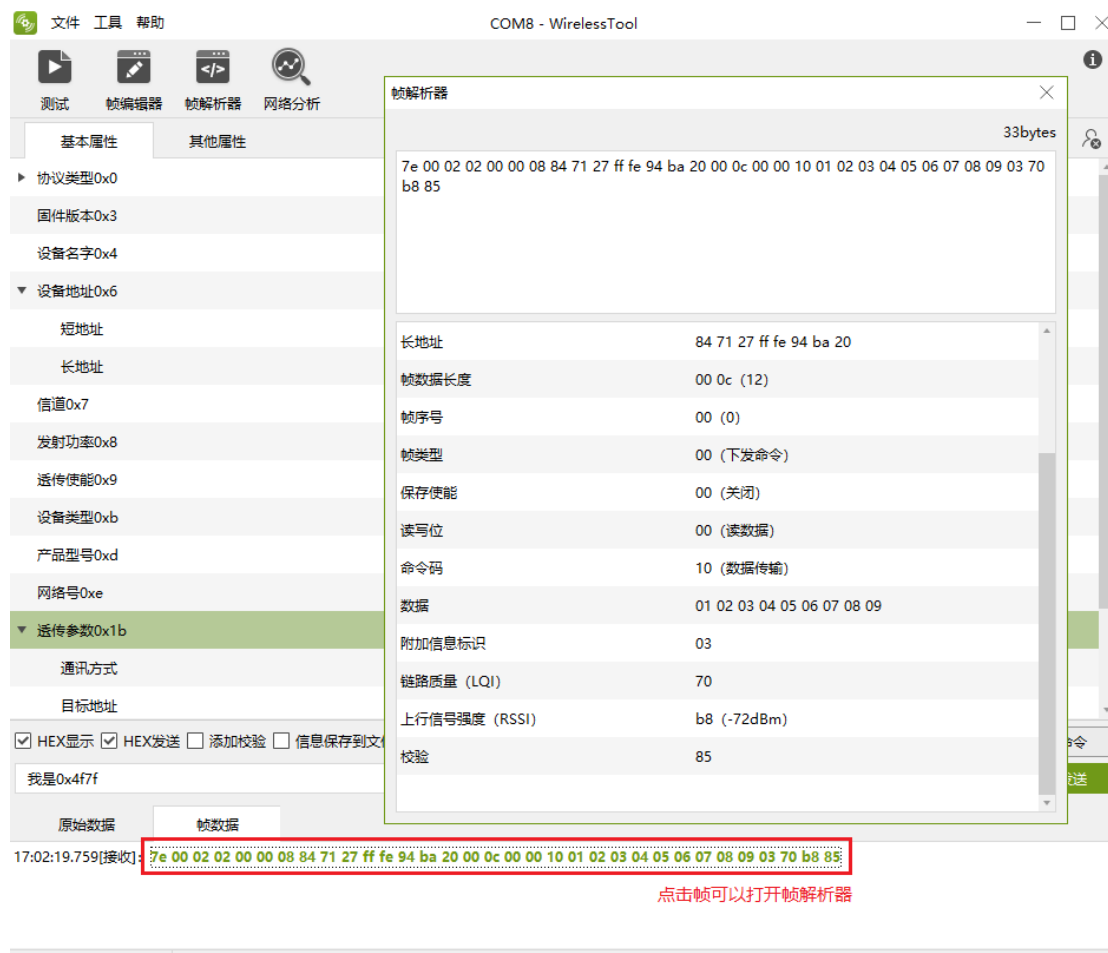 文件 工具 帮助
COM8 - WirelessTool
测试 帧编辑器 帧解析器 网络分析
基本属性 其他属性
协议类型0x0
固件版本0x3
设备名字0x4
设备地址0x6
短地址
长地址
信道0x7
发射功率0x8
透传使能0x9
设备类型0xb
产品型号0xd
网络号0xe
透传参数0x1b
通讯方式
目标地址
帧解析器
33bytes
7e 00 02 02 00 00 08 84 71 27 ff fe 94 ba 20 00 0c 00 00 10 01 02 03 04 05 06 07 08 09 03 70
b8 85
长地址 84 71 27 ff fe 94 ba 20
帧数据长度 00 0c（12）
帧序号 00（0）
帧类型 00（下发命令）
保存使能 00（关闭）
读写位 00（读数据）
命令码 10（数据传输）
数据 01 02 03 04 05 06 07 08 09
附加信息标识 03
链路质量（LQI） 70
上行信号强度（RSSI） b8（-72dBm）
校验 85
HEX显示 HEX发送 添加校验 信息保存到文
我是0x4f7f
原始数据 帧数据
17:02:19.759[接收]: 7e 00 02 02 00 00 08 84 71 27 ff fe 94 ba 20 00 0c 00 00 10 01 02 03 04 05 06 07 08 09 03 70 b8 85
点击帧可以打开帧解析器